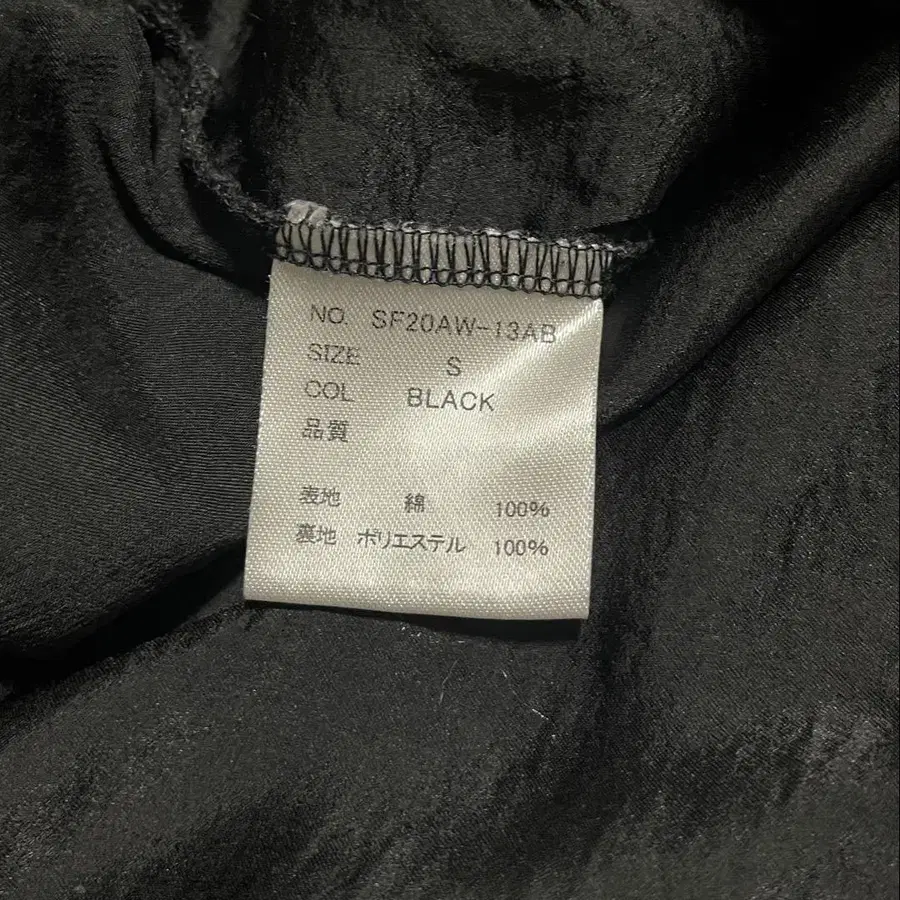 NO. SF20AW-13AB
SIZE S
COL BLACK
品質
表地 綿 100%
裏地 ポリエステル 100%